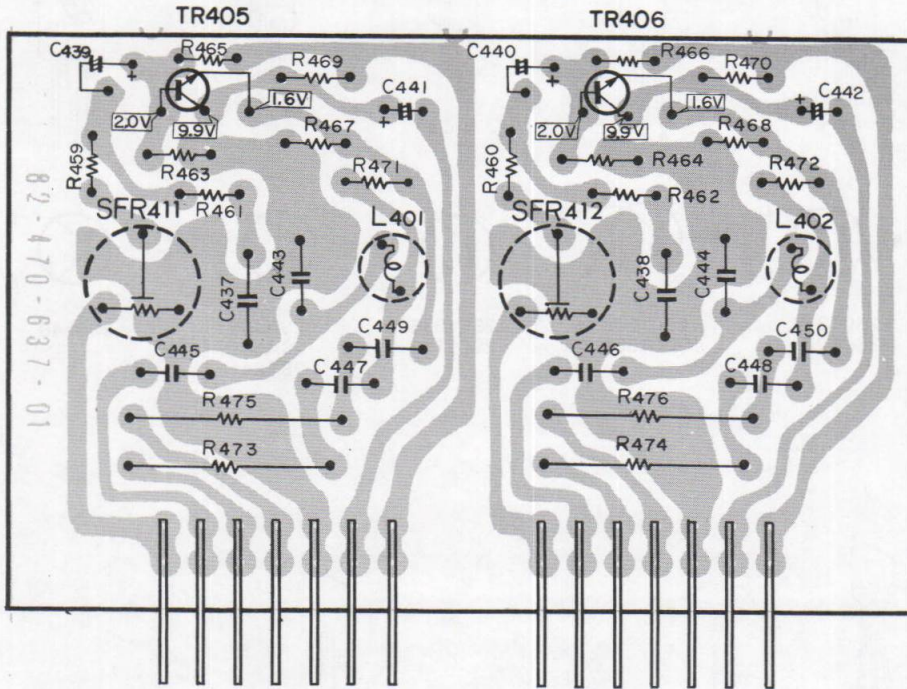 TR405 TR406
C439 R465 R469 C441 C440 R466 R470 C442
+ + + +
2.0V 9.9V 1.6V 2.0V 9.9V 1.6V
R467 R468
R459 R463 R471 R460 R464 R472
R461 R462
SFR411 L401 SFR412 L402
C437 C443 C438 C444
C445 C449 C446 C450
C447 C448
R475 R476
R473 R474
82-470-637-01